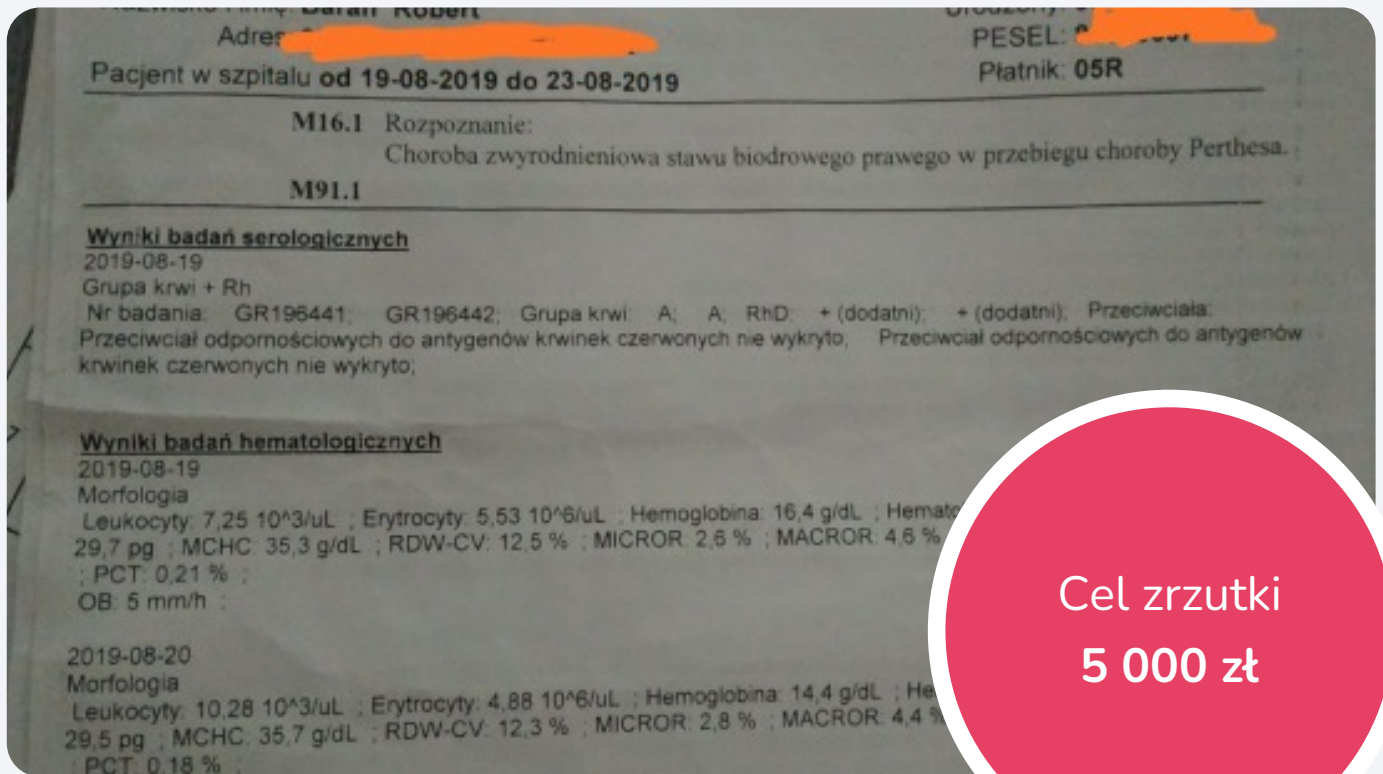 Pacjent w szpitalu od 19-08-2019 do 23-08-2019
Adres
PESEL:
Płatnik: 05R
M16.1 Rozpoznanie:
Choroba zwyrodnieniowa stawu biodrowego prawego w przebiegu choroby Perthesa.
M91.1
Wyniki badań serologicznych
2019-08-19
Grupa krwi + Rh
Nr badania: GR196441; GR196442; Grupa krwi: A; A; RhD: + (dodatni); + (dodatni); Przeciwciała:
Przeciwciał odpornościowych do antygenów krwinek czerwonych nie wykryto; Przeciwciał odpornościowych do antygenów
krwinek czerwonych nie wykryto;
Wyniki badań hematologicznych
2019-08-19
Morfologia
Leukocyty: 7,25 10^3/uL ; Erytrocyty: 5,53 10^6/uL ; Hemoglobina: 16,4 g/dL ; Hemato
29,7 pg ; MCHC: 35,3 g/dL ; RDW-CV: 12,5 % ; MICROR: 2,6 % ; MACROR: 4,6 %
; PCT: 0,21 % ;
OB: 5 mm/h ;
2019-08-20
Morfologia
Leukocyty: 10,28 10^3/uL ; Erytrocyty: 4,88 10^6/uL ; Hemoglobina: 14,4 g/dL ; He
29,5 pg ; MCHC: 35,7 g/dL ; RDW-CV: 12,3 % ; MICROR: 2,8 % ; MACROR: 4,4 %
; PCT: 0,18 % ;
Cel zrzutki
5 000 zł